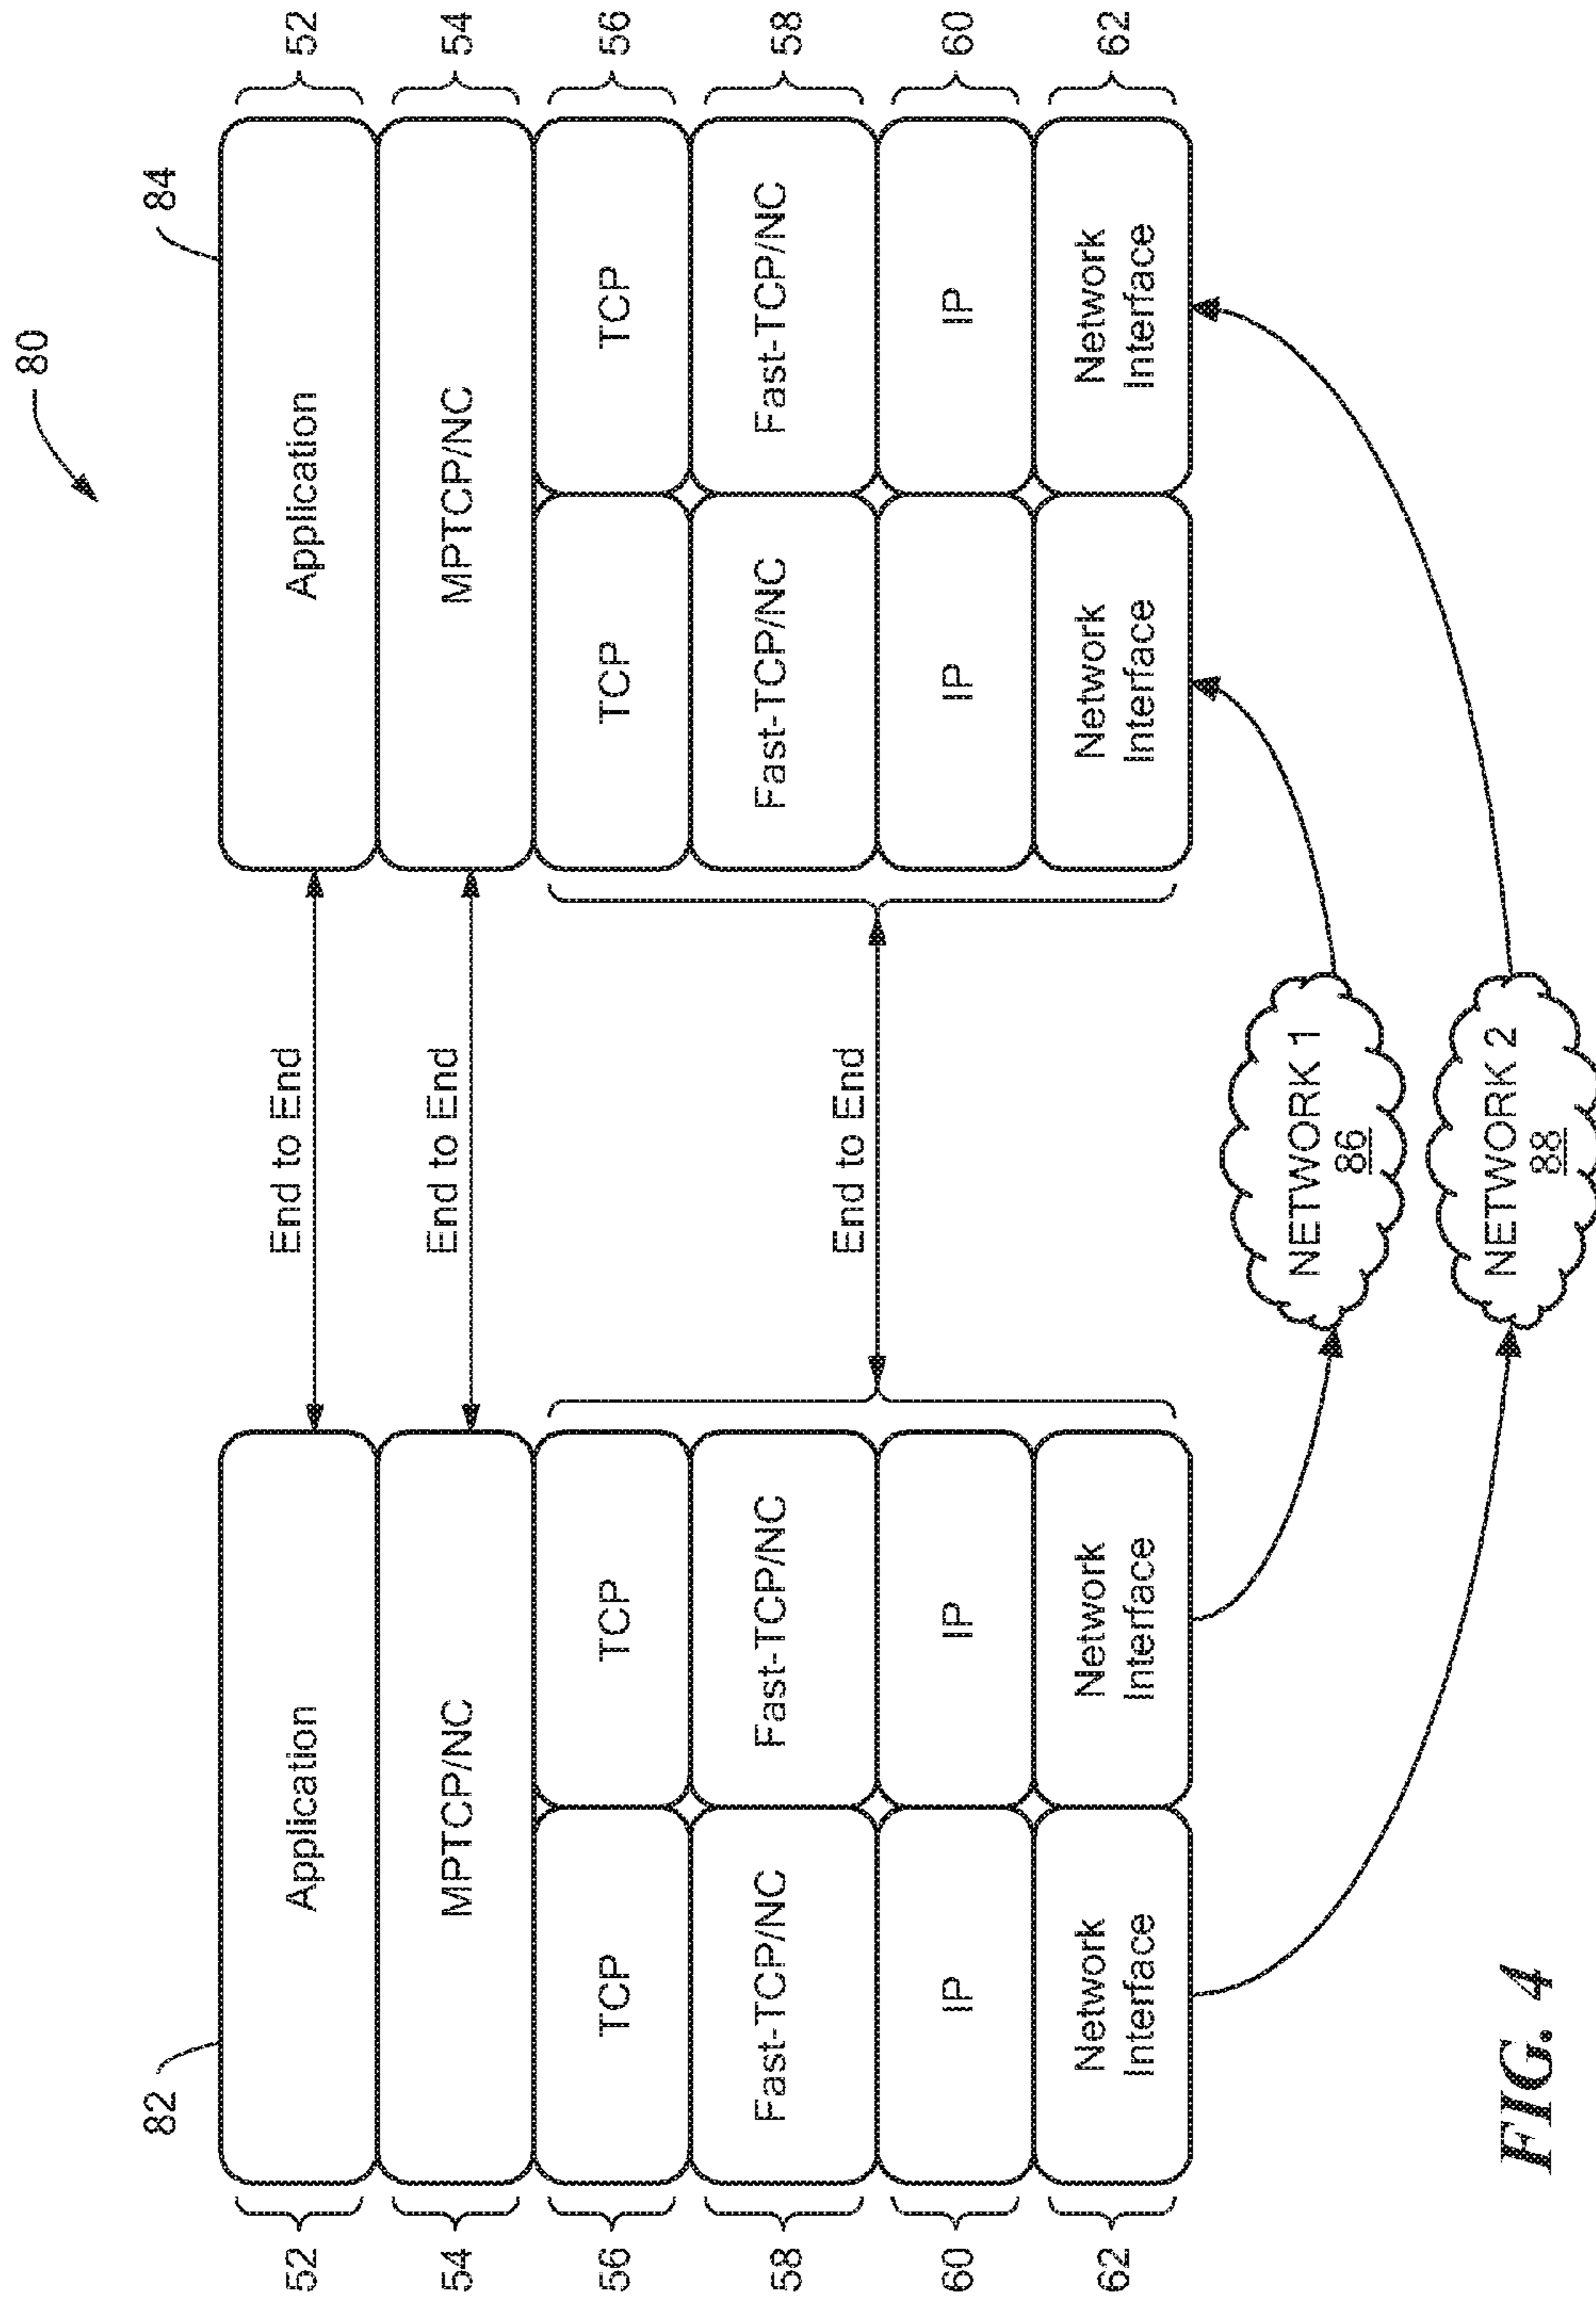 80
82
84
52
Application
End to End
Application
52
54
MPTCP/NC
End to End
MPTCP/NC
54
56
TCP
TCP
TCP
TCP
56
58
Fast-TCP/NC
Fast-TCP/NC
End to End
Fast-TCP/NC
Fast-TCP/NC
58
60
IP
IP
IP
IP
60
62
Network
Interface
Network
Interface
Network
Interface
Network
Interface
62
NETWORK 1
86
NETWORK 2
88
FIG. 4